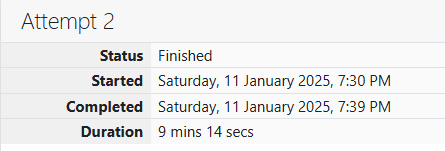 Attempt 2
Status Finished
Started Saturday, 11 January 2025, 7:30 PM
Completed Saturday, 11 January 2025, 7:39 PM
Duration 9 mins 14 secs